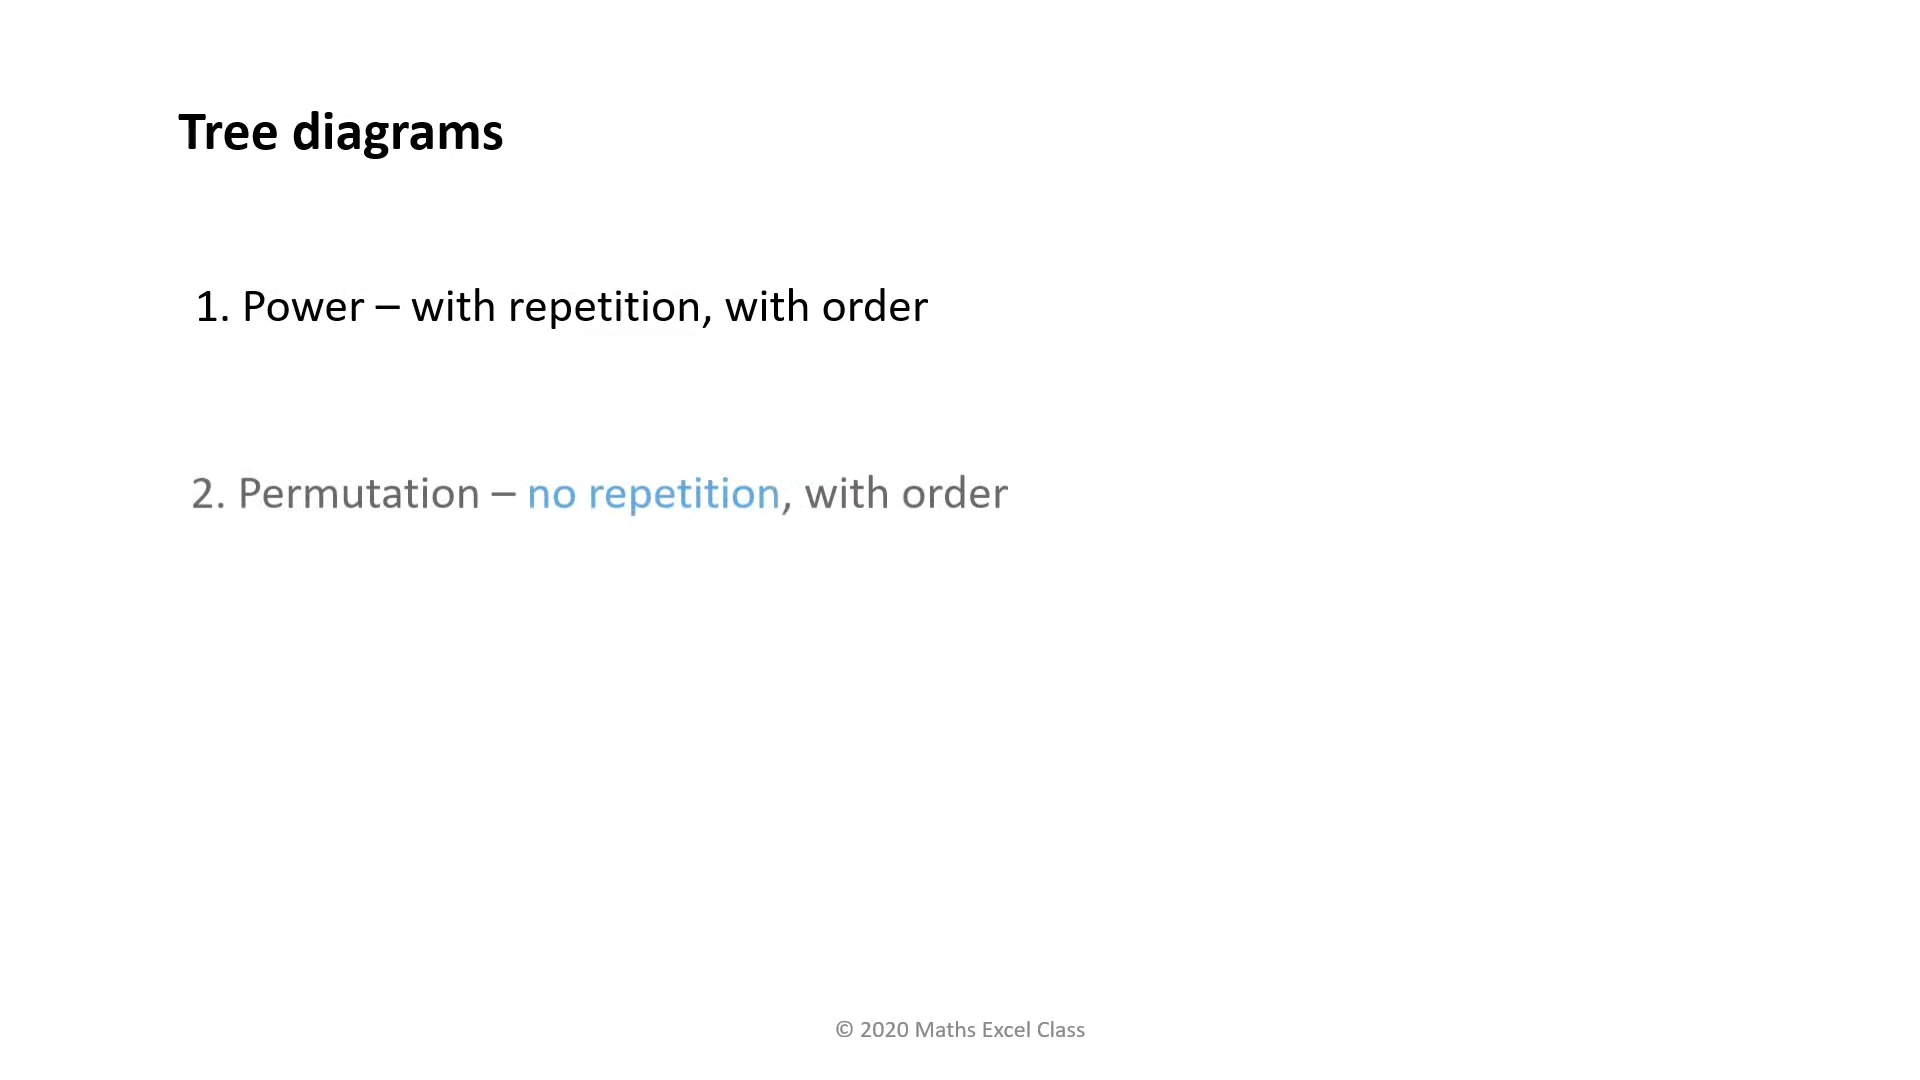 Tree diagrams
1. Power – with repetition, with order
2. Permutation – no repetition, with order
© 2020 Maths Excel Class